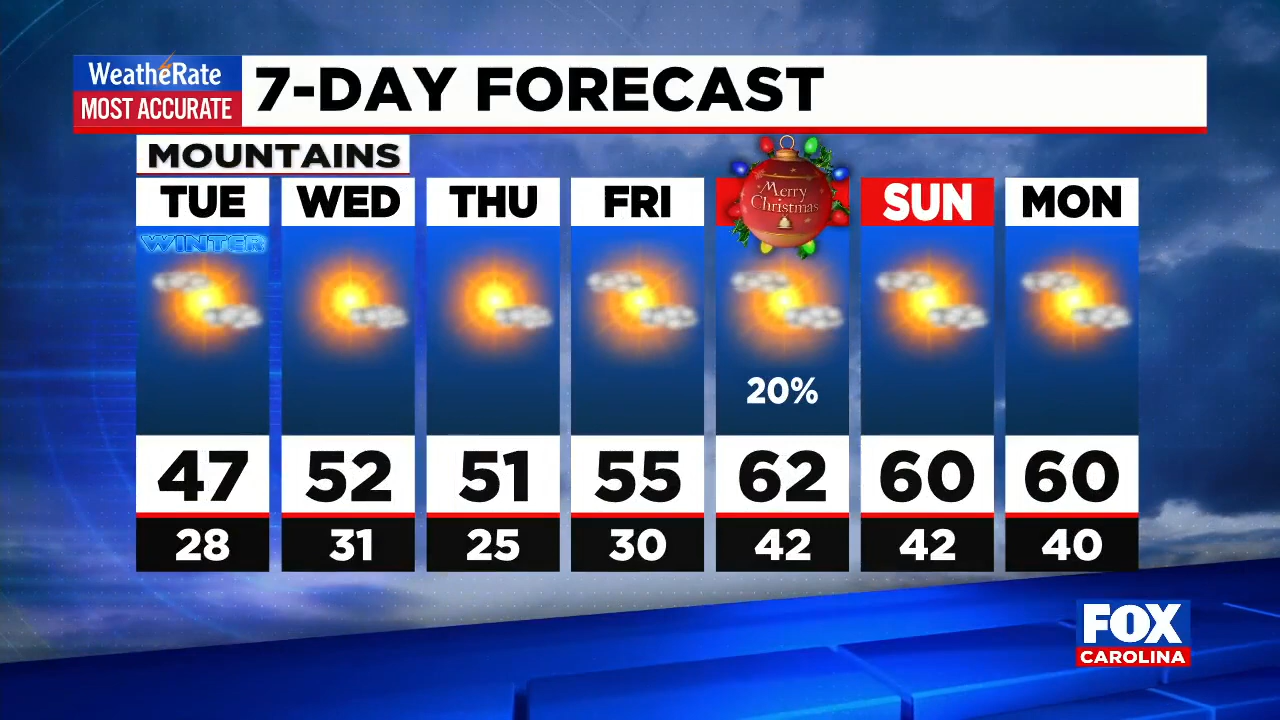 WeatheRate
MOST ACCURATE
7-DAY FORECAST
MOUNTAINS
TUE WED THU FRI Merry Christmas SUN MON
WINTER
20%
47 52 51 55 62 60 60
28 31 25 30 42 42 40
FOX
CAROLINA